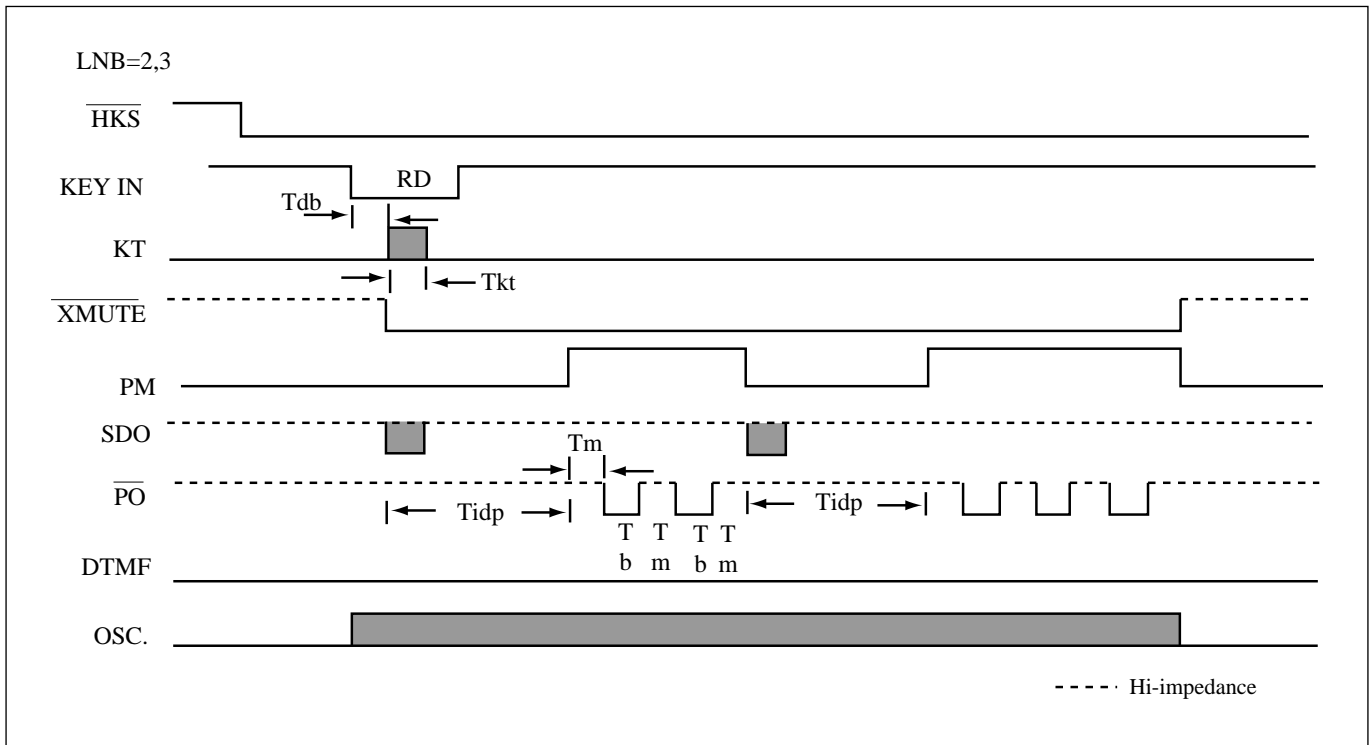 LNB=2,3
HKS
KEY IN
RD
Tdb
KT
Tkt
XMUTE
PM
SDO
Tm
PO
Tidp
Tidp
T T T T
b m b m
DTMF
OSC.
Hi-impedance